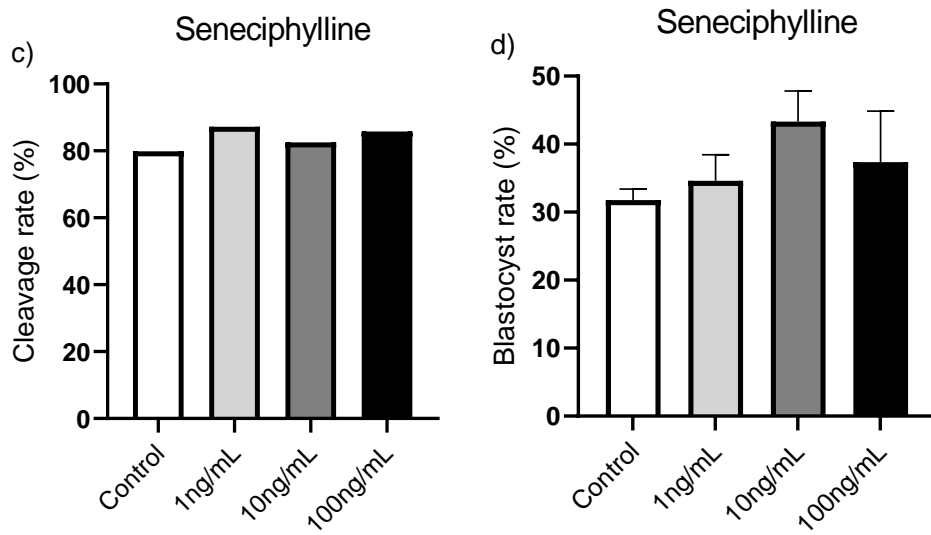 c)
Seneciphylline
Cleavage rate (%)
100
80
60
40
20
0
Control
1ng/mL
10ng/mL
100ng/mL
d)
Seneciphylline
Blastocyst rate (%)
50
40
30
20
10
0
Control
1ng/mL
10ng/mL
100ng/mL